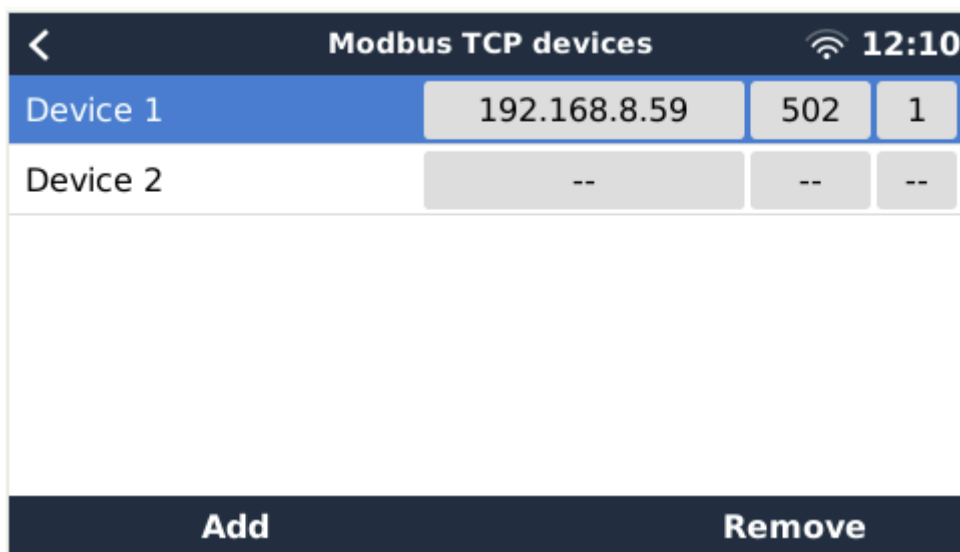 Modbus TCP devices 12:10
Device 1 192.168.8.59 502 1
Device 2 -- -- --
Add Remove